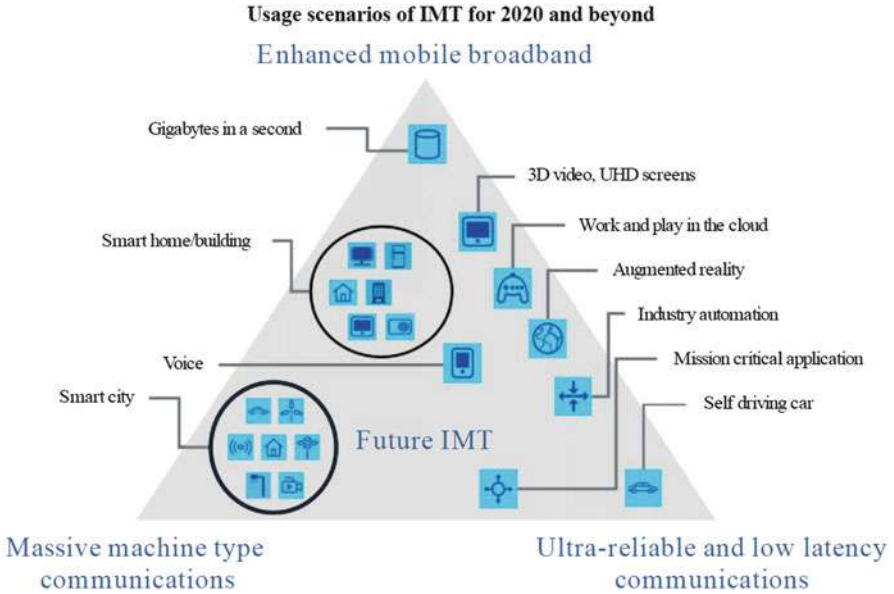 Usage scenarios of IMT for 2020 and beyond
Enhanced mobile broadband
Gigabytes in a second
3D video, UHD screens
Work and play in the cloud
Smart home/building
Augmented reality
Industry automation
Mission critical application
Voice
Smart city
Self driving car
Future IMT
Massive machine type
communications
Ultra-reliable and low latency
communications